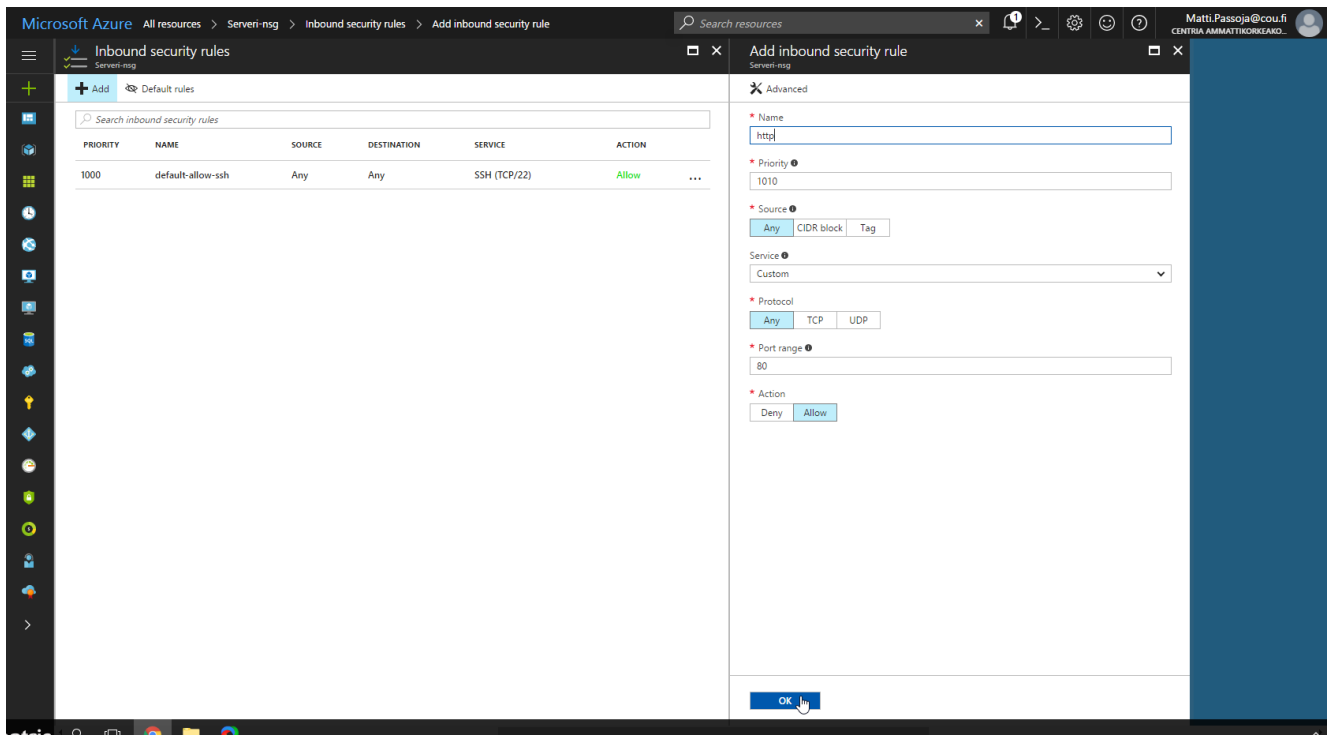 Microsoft Azure All resources > Serveri-nsg > Inbound security rules > Add inbound security rule
Search resources
1
Matti.Passoja@cou.fi
CENTRIA AMMATTIKORKEAKO...
Inbound security rules
Serveri-nsg
Add
Default rules
Search inbound security rules
PRIORITY NAME SOURCE DESTINATION SERVICE ACTION
1000 default-allow-ssh Any Any SSH (TCP/22) Allow ...
Add inbound security rule
Serveri-nsg
Advanced
* Name
http
* Priority
1010
* Source
Any CIDR block Tag
Service
Custom
* Protocol
Any TCP UDP
* Port range
80
* Action
Deny Allow
OK